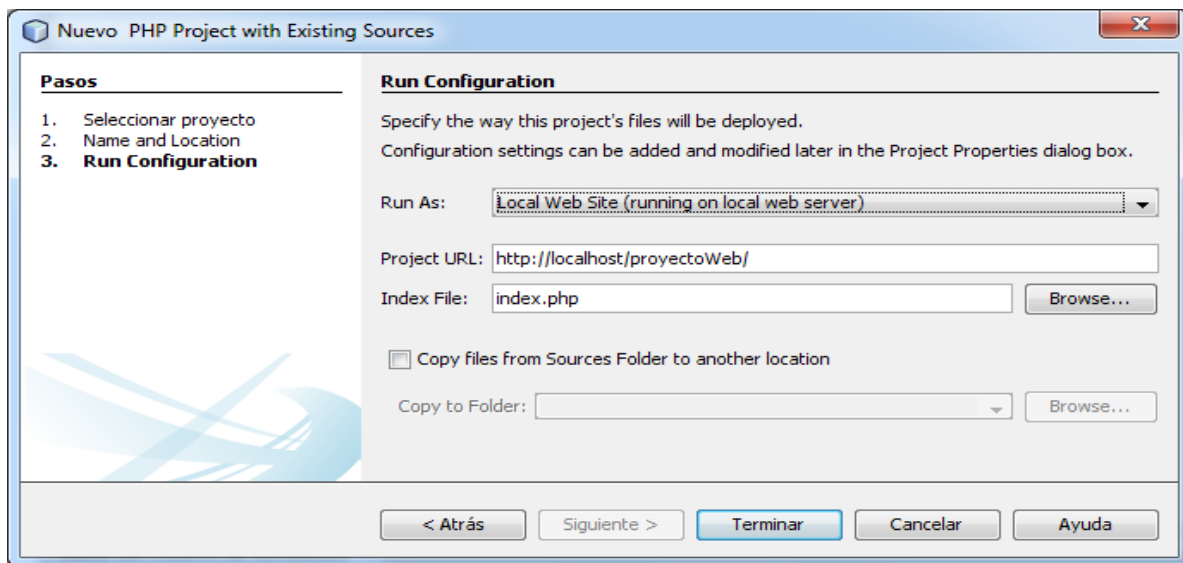 Nuevo  PHP Project with Existing Sources
Pasos
1. Seleccionar proyecto
2. Name and Location
3. Run Configuration
Run Configuration
Specify the way this project's files will be deployed.
Configuration settings can be added and modified later in the Project Properties dialog box.
Run As: Local Web Site (running on local web server)
Project URL: http://localhost/proyectoWeb/
Index File: index.php Browse...
Copy files from Sources Folder to another location
Copy to Folder: Browse...
< Atrás Siguiente > Terminar Cancelar Ayuda